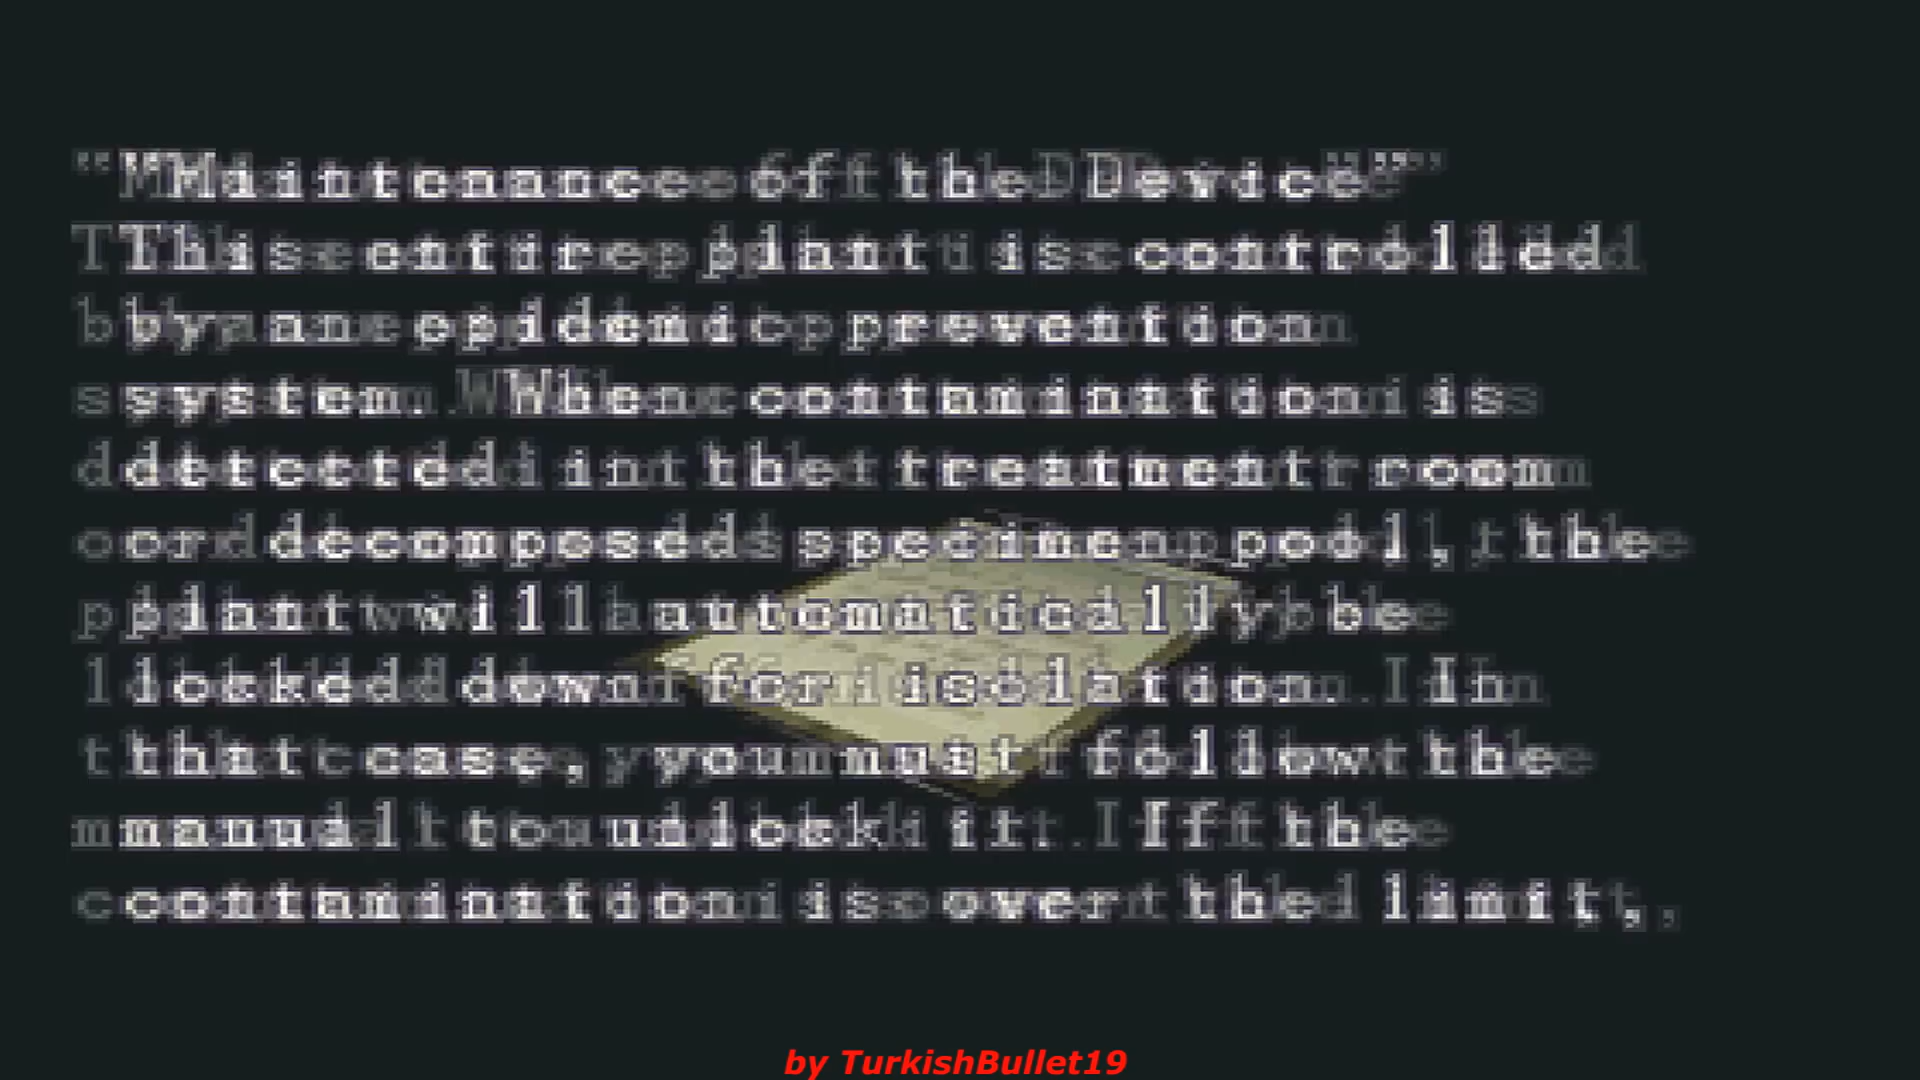 "Maintenance of the Device"
This entire plant is controlled
by an epidemic prevention
system. When contamination is
detected in the treatment room
or decomposed specimen pool, the
plant will automatically be
locked down for isolation. In
that case, you must follow the
manual to unlock it. If the
contamination is over the limit,
by TurkishBullet19